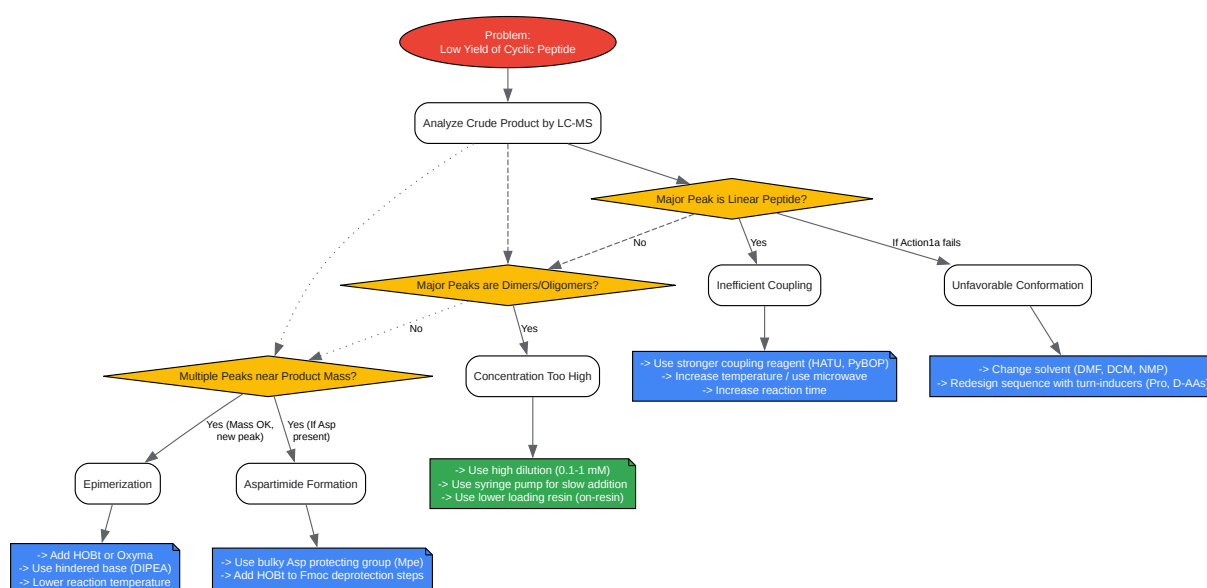 Problem:
Low Yield of Cyclic Peptide
Analyze Crude Product by LC-MS
Major Peak is Linear Peptide?
No
Yes
If Action1a fails
Major Peaks are Dimers/Oligomers?
Inefficient Coupling
Unfavorable Conformation
No
Yes
-> Use stronger coupling reagent (HATU, PyBOP)
-> Increase temperature / use microwave
-> Increase reaction time
-> Change solvent (DMF, DCM, NMP)
-> Redesign sequence with turn-inducers (Pro, D-AAs)
Multiple Peaks near Product Mass?
Concentration Too High
Yes (Mass OK,
new peak)
Yes (If Asp
present)
Epimerization
Aspartimide Formation
-> Use high dilution (0.1-1 mM)
-> Use syringe pump for slow addition
-> Use lower loading resin (on-resin)
-> Add HOBt or Oxyma
-> Use hindered base (DIPEA)
-> Lower reaction temperature
-> Use bulky Asp protecting group (Mpe)
-> Add HOBt to Fmoc deprotection steps